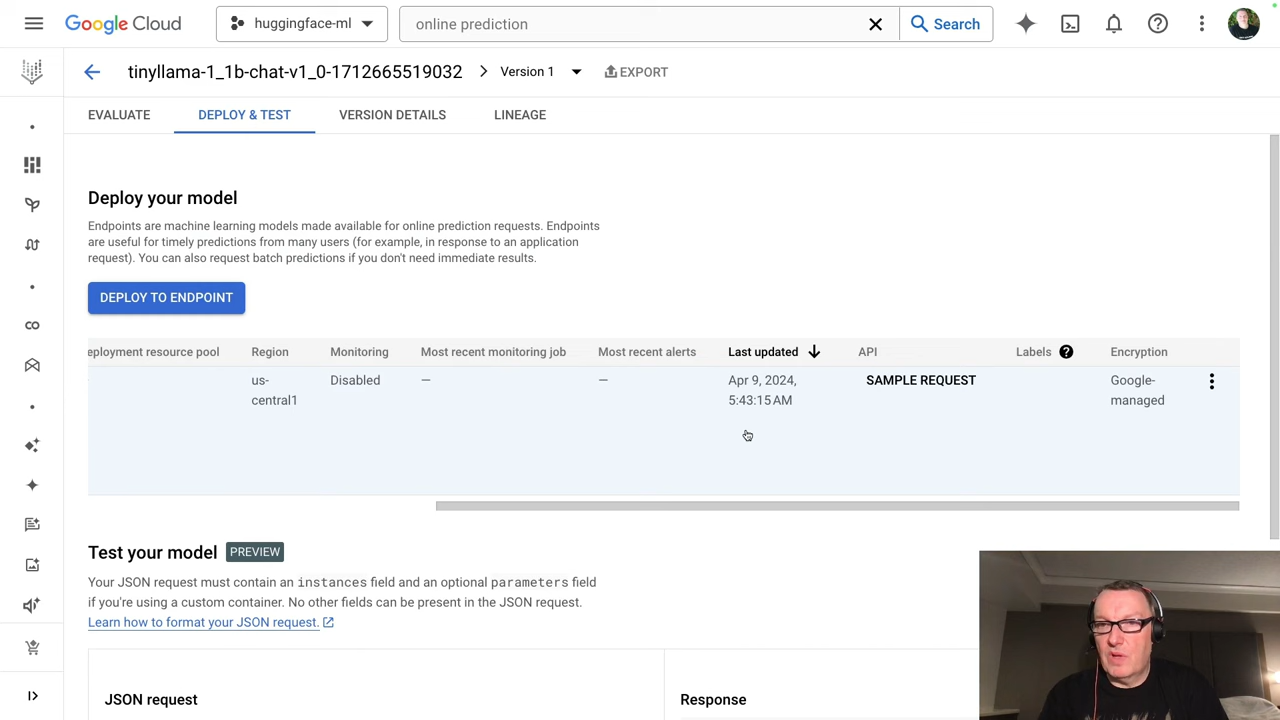 Google Cloud
huggingface-ml
online prediction
Search
tinyllama-1_1b-chat-v1_0-1712665519032
Version 1
EXPORT
EVALUATE
DEPLOY & TEST
VERSION DETAILS
LINEAGE
Deploy your model
Endpoints are machine learning models made available for online prediction requests. Endpoints
are useful for timely predictions from many users (for example, in response to an application
request). You can also request batch predictions if you don't need immediate results.
DEPLOY TO ENDPOINT
eployment resource pool
Region
Monitoring
Most recent monitoring job
Most recent alerts
Last updated
API
Labels
Encryption
us-
central1
Disabled
—
—
Apr 9, 2024,
5:43:15 AM
SAMPLE REQUEST
Google-
managed
Test your model
PREVIEW
Your JSON request must contain an instances field and an optional parameters field
if you're using a custom container. No other fields can be present in the JSON request.
Learn how to format your JSON request.
JSON request
Response